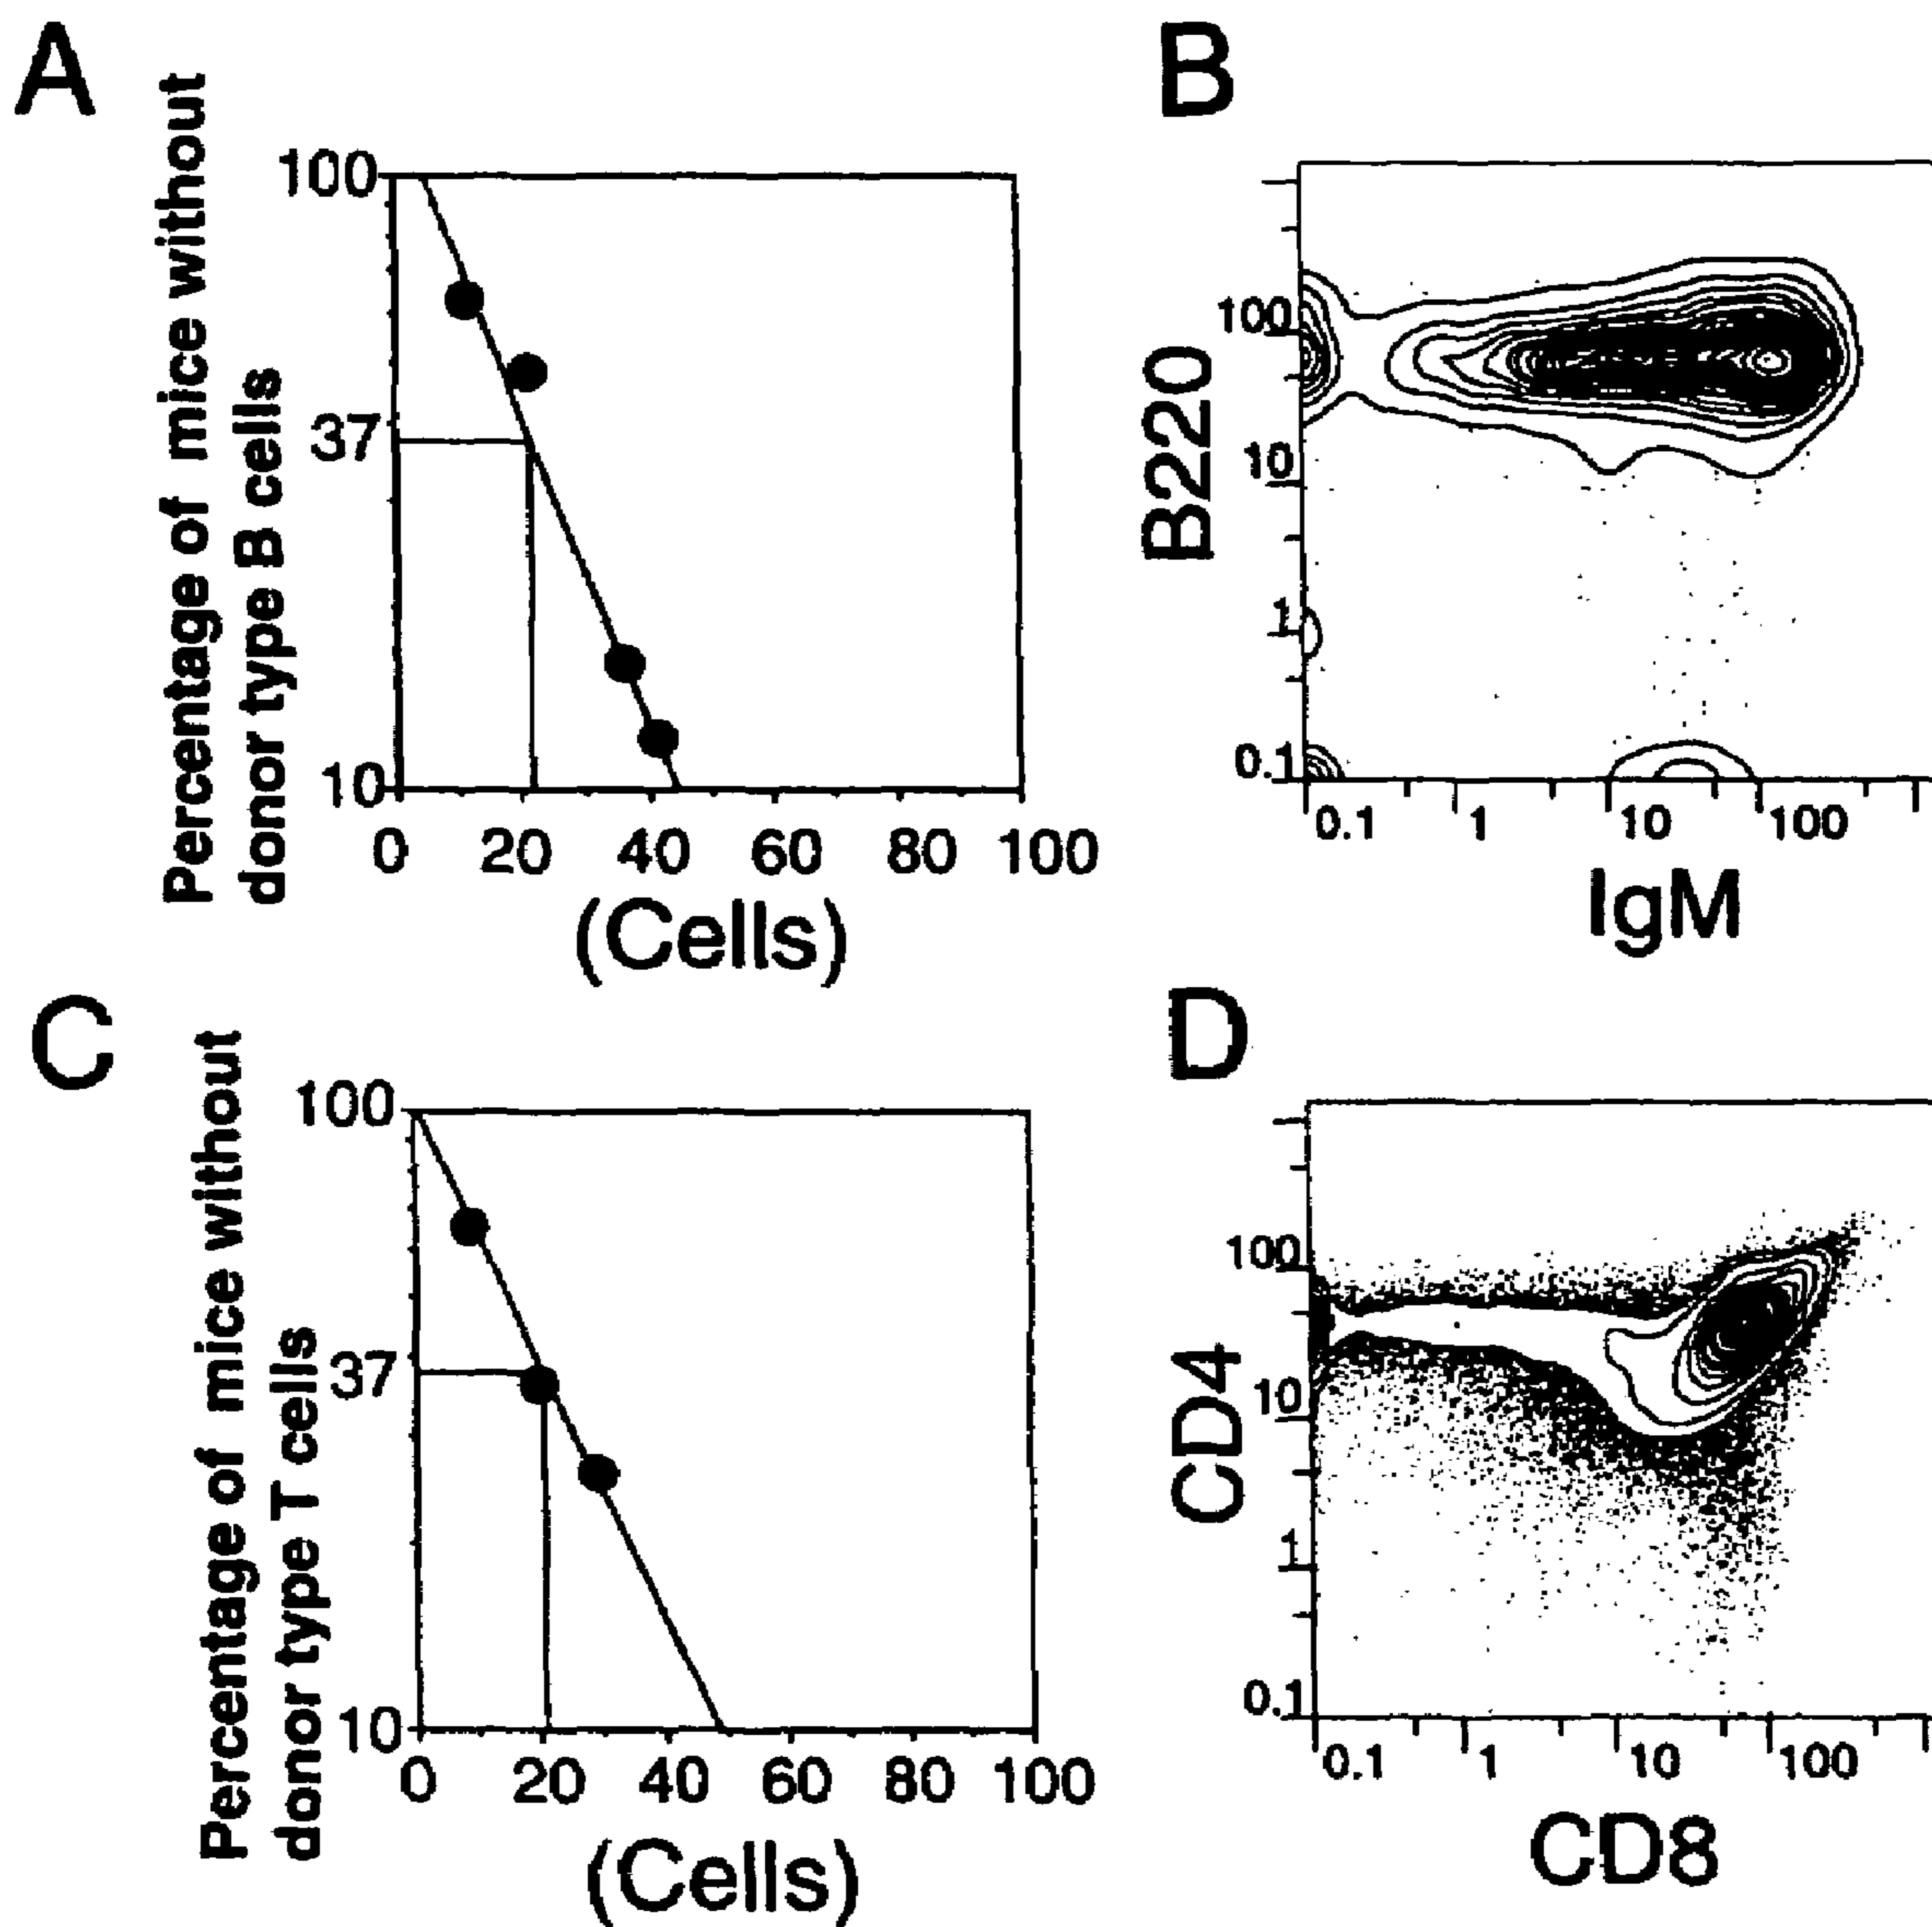 A
Percentage of mice without
donor type B cells
100
37
10
0 20 40 60 80 100
(Cells)
B
B220
100
10
1
0.1
0.1 1 10 100
IgM
C
Percentage of mice without
donor type T cells
100
37
10
0 20 40 60 80 100
(Cells)
D
CD4
100
10
1
0.1
0.1 1 10 100
CD8